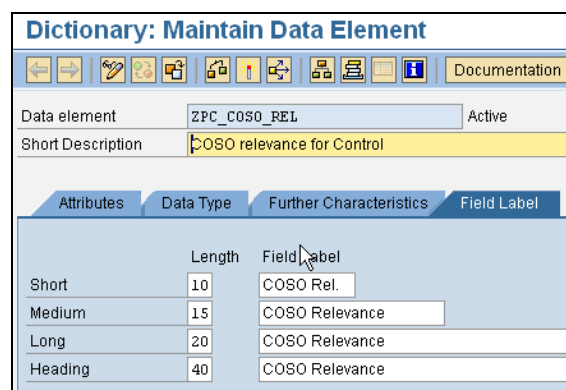 Dictionary: Maintain Data Element
Documentation
Data element ZPC_COSO_REL Active
Short Description COSO relevance for Control
Attributes Data Type Further Characteristics Field Label
Length Field Label
Short 10 COSO Rel.
Medium 15 COSO Relevance
Long 20 COSO Relevance
Heading 40 COSO Relevance